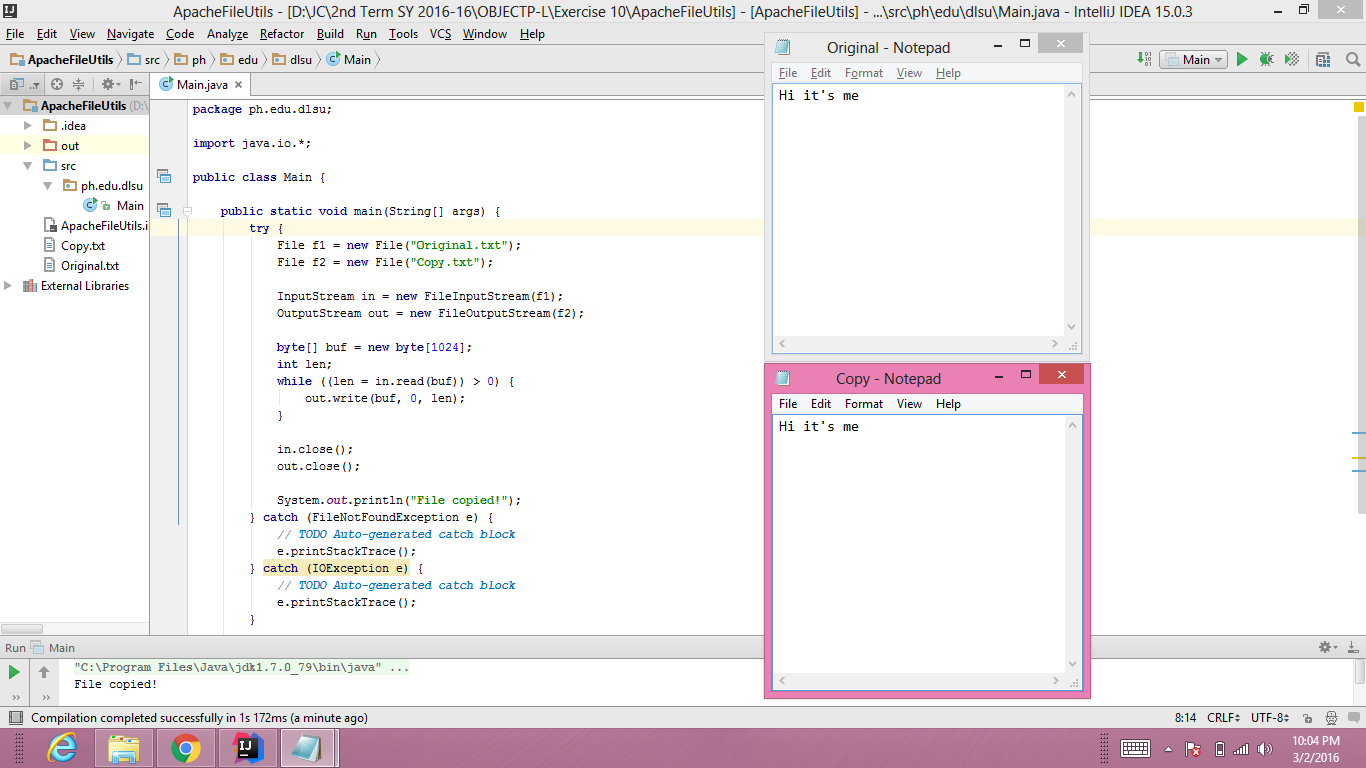 ApacheFileUtils - [D:\JC\2nd Term SY 2016-16\OBJECTP-L\Exercise 10\ApacheFileUtils] - [ApacheFileUtils] - ...\src\ph\edu\dlsu\Main.java - IntelliJ IDEA 15.0.3
File Edit View Navigate Code Analyze Refactor Build Run Tools VCS Window Help
ApacheFileUtils src ph edu dlsu Main
Main
Main.java
ApacheFileUtils (D:\
.idea
out
src
ph.edu.dlsu
Main
ApacheFileUtils.i
Copy.txt
Original.txt
External Libraries
package ph.edu.dlsu;
import java.io.*;
public class Main {
public static void main(String[] args) {
try {
File f1 = new File("Original.txt");
File f2 = new File("Copy.txt");
InputStream in = new FileInputStream(f1);
OutputStream out = new FileOutputStream(f2);
byte[] buf = new byte[1024];
int len;
while ((len = in.read(buf)) > 0) {
out.write(buf, 0, len);
}
in.close();
out.close();
System.out.println("File copied!");
} catch (FileNotFoundException e) {
// TODO Auto-generated catch block
e.printStackTrace();
} catch (IOException e) {
// TODO Auto-generated catch block
e.printStackTrace();
}
Original - Notepad
File Edit Format View Help
Hi it's me
Copy - Notepad
File Edit Format View Help
Hi it's me
Run Main
"C:\Program Files\Java\jdk1.7.0_79\bin\java" ...
File copied!
Compilation completed successfully in 1s 172ms (a minute ago)
8:14 CRLF UTF-8
10:04 PM
3/2/2016